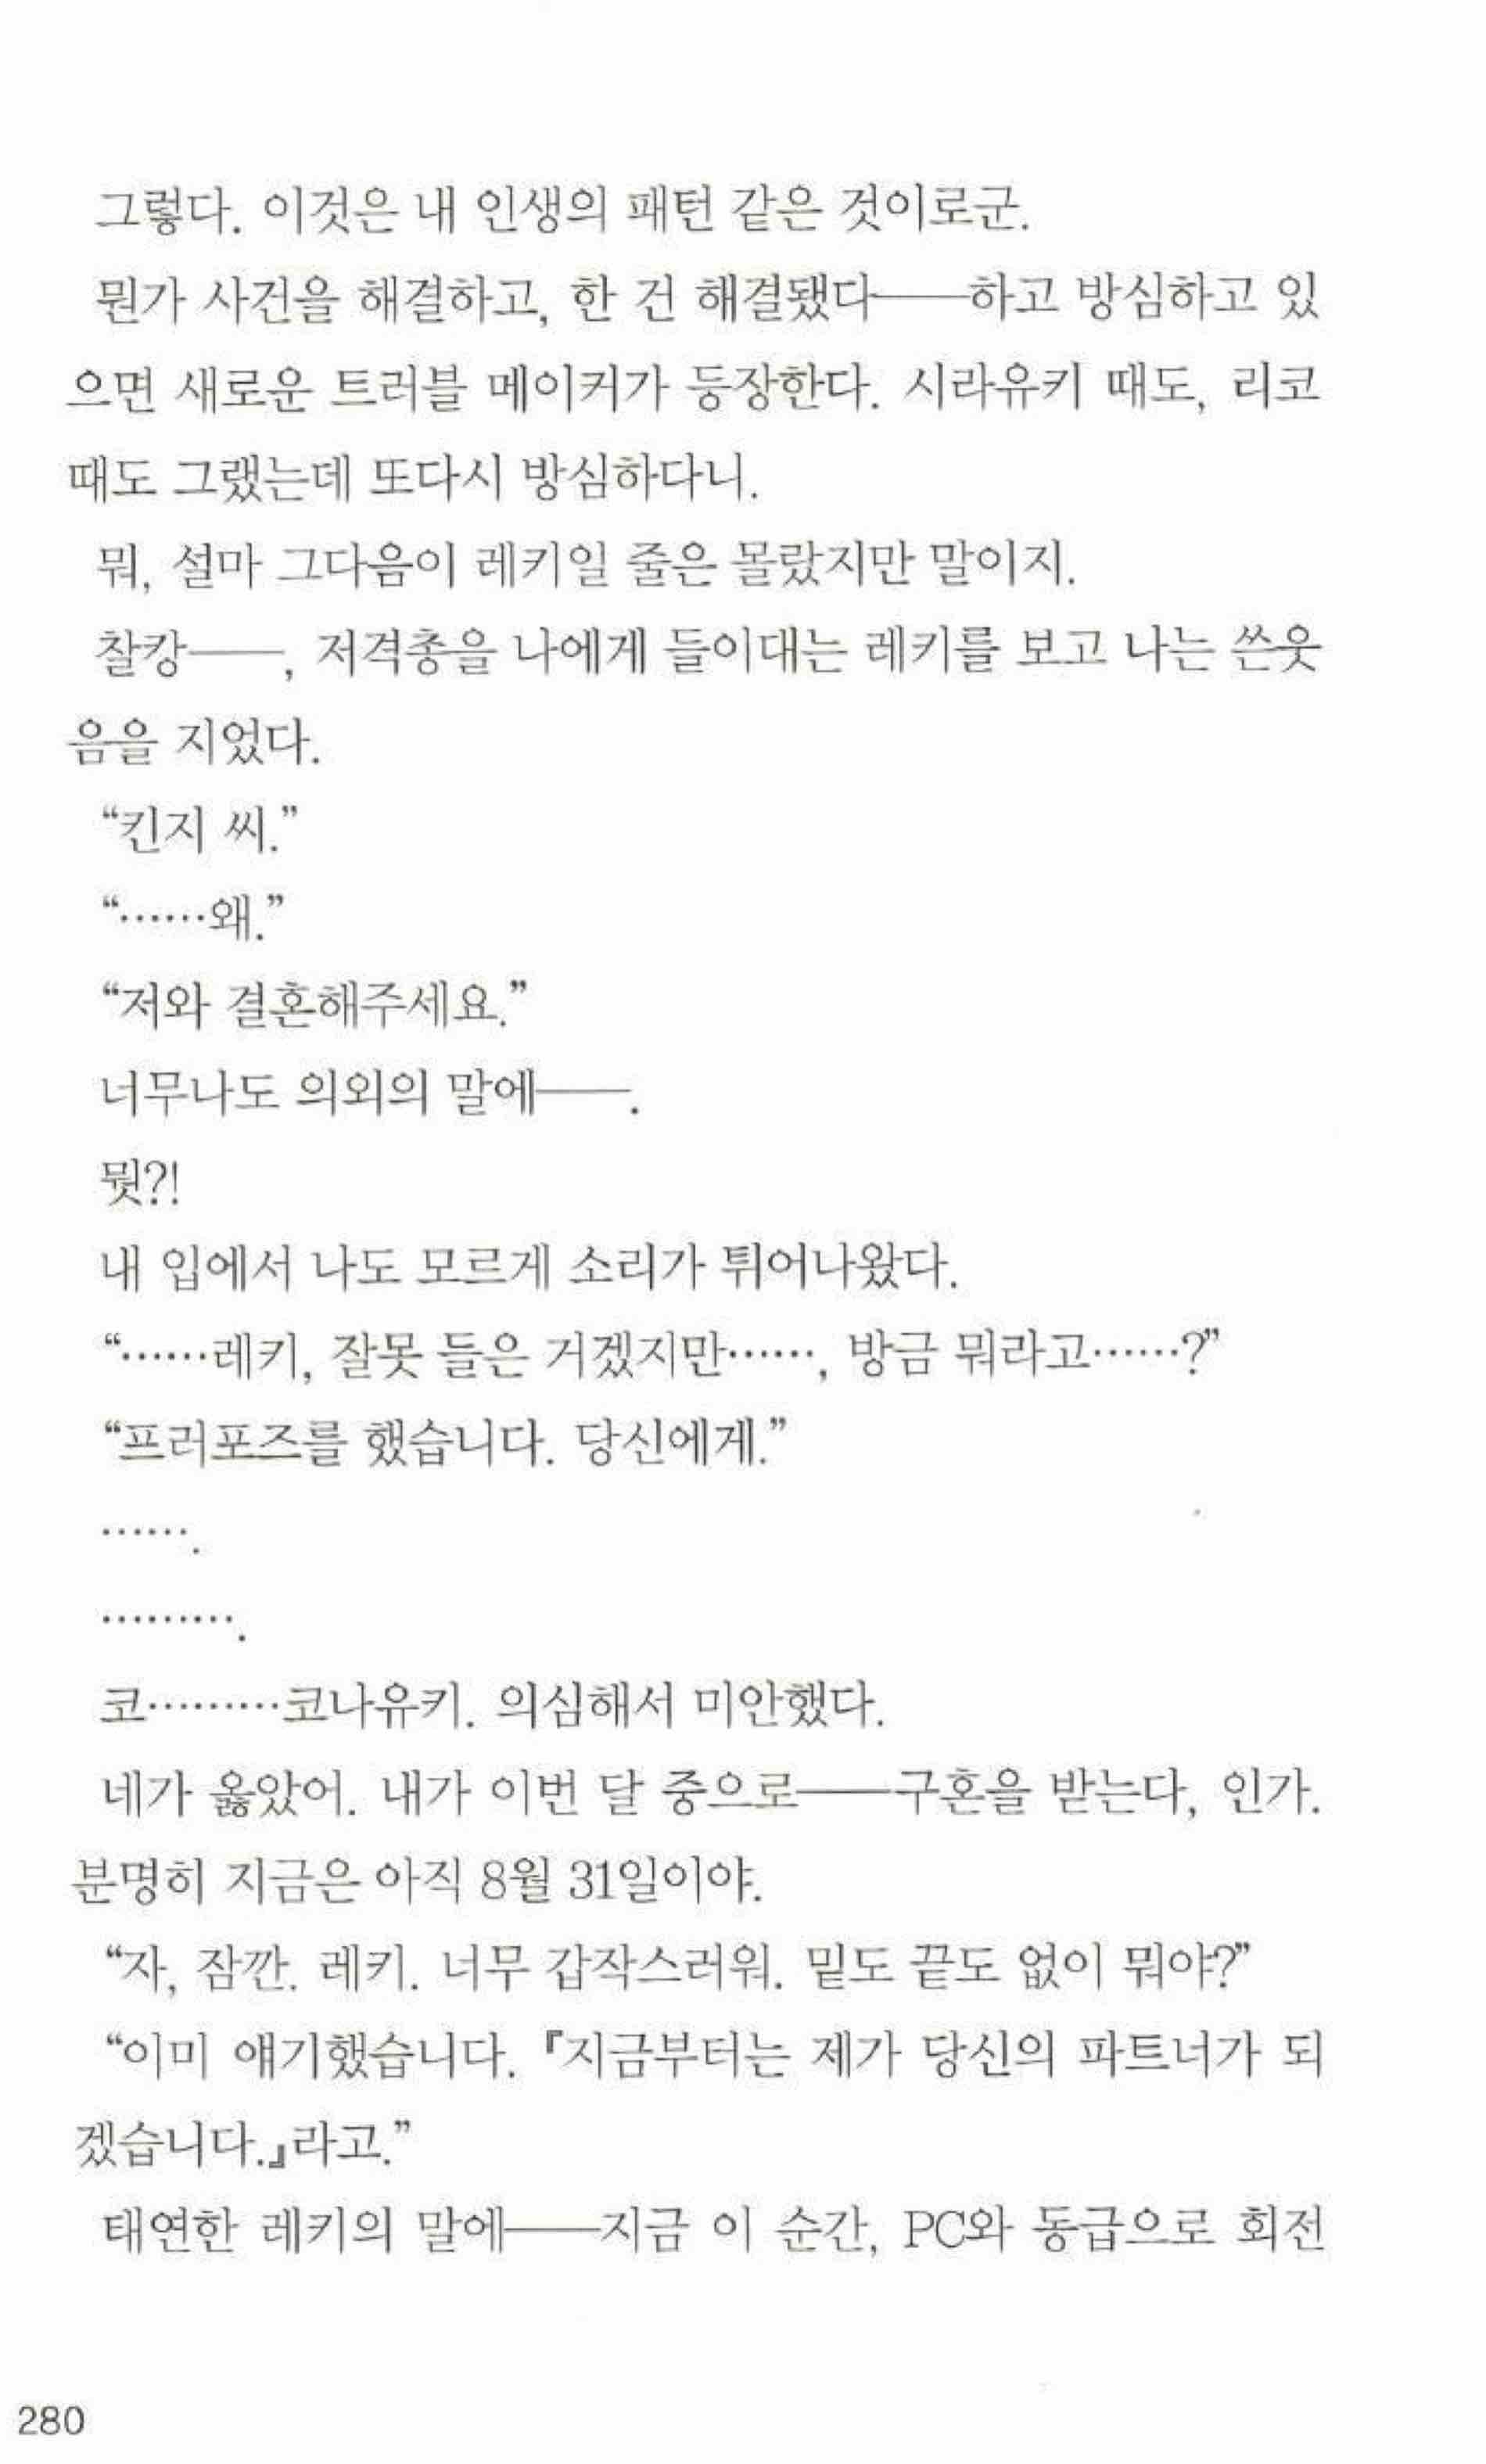 그렇다. 이것은 내 인생의 패턴 같은 것이로군.
뭔가 사건을 해결하고, 한 건 해결됐다――하고 방심하고 있
으면 새로운 트러블 메이커가 등장한다. 시라유키 때도, 리코
때도 그랬는데 또다시 방심하다니.
뭐, 설마 그다음이 레키일 줄은 몰랐지만 말이지.
찰캉――, 저격총을 나에게 들이대는 레키를 보고 나는 쓴웃
음을 지었다.
“킨지 씨.”
“……왜.”
“저와 결혼해주세요.”
너무나도 의외의 말에――.
뭣?!
내 입에서 나도 모르게 소리가 튀어나왔다.
“……레키, 잘못 들은 거겠지만……, 방금 뭐라고……?”
“프러포즈를 했습니다. 당신에게.”
…….
……….
코………코나유키. 의심해서 미안했다.
네가 옳았어. 내가 이번 달 중으로――구혼을 받는다, 인가.
분명히 지금은 아직 8월 31일이야.
“자, 잠깐. 레키. 너무 갑작스러워. 밑도 끝도 없이 뭐야?”
“이미 얘기했습니다. 『지금부터는 제가 당신의 파트너가 되
겠습니다.』라고.”
태연한 레키의 말에――지금 이 순간, PC와 동급으로 회전
280